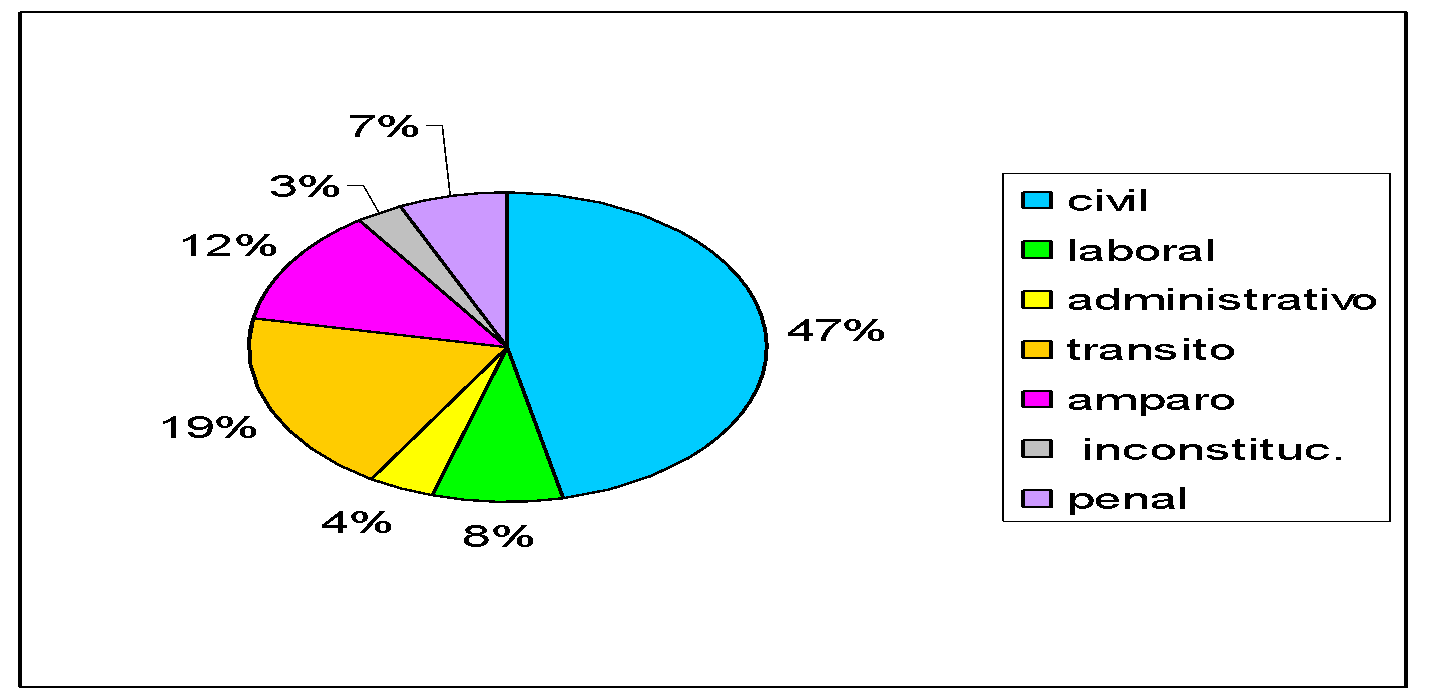 7%
3%
12%
47%
19%
4%
8%
civil
laboral
administrativo
transito
amparo
inconstituc.
penal